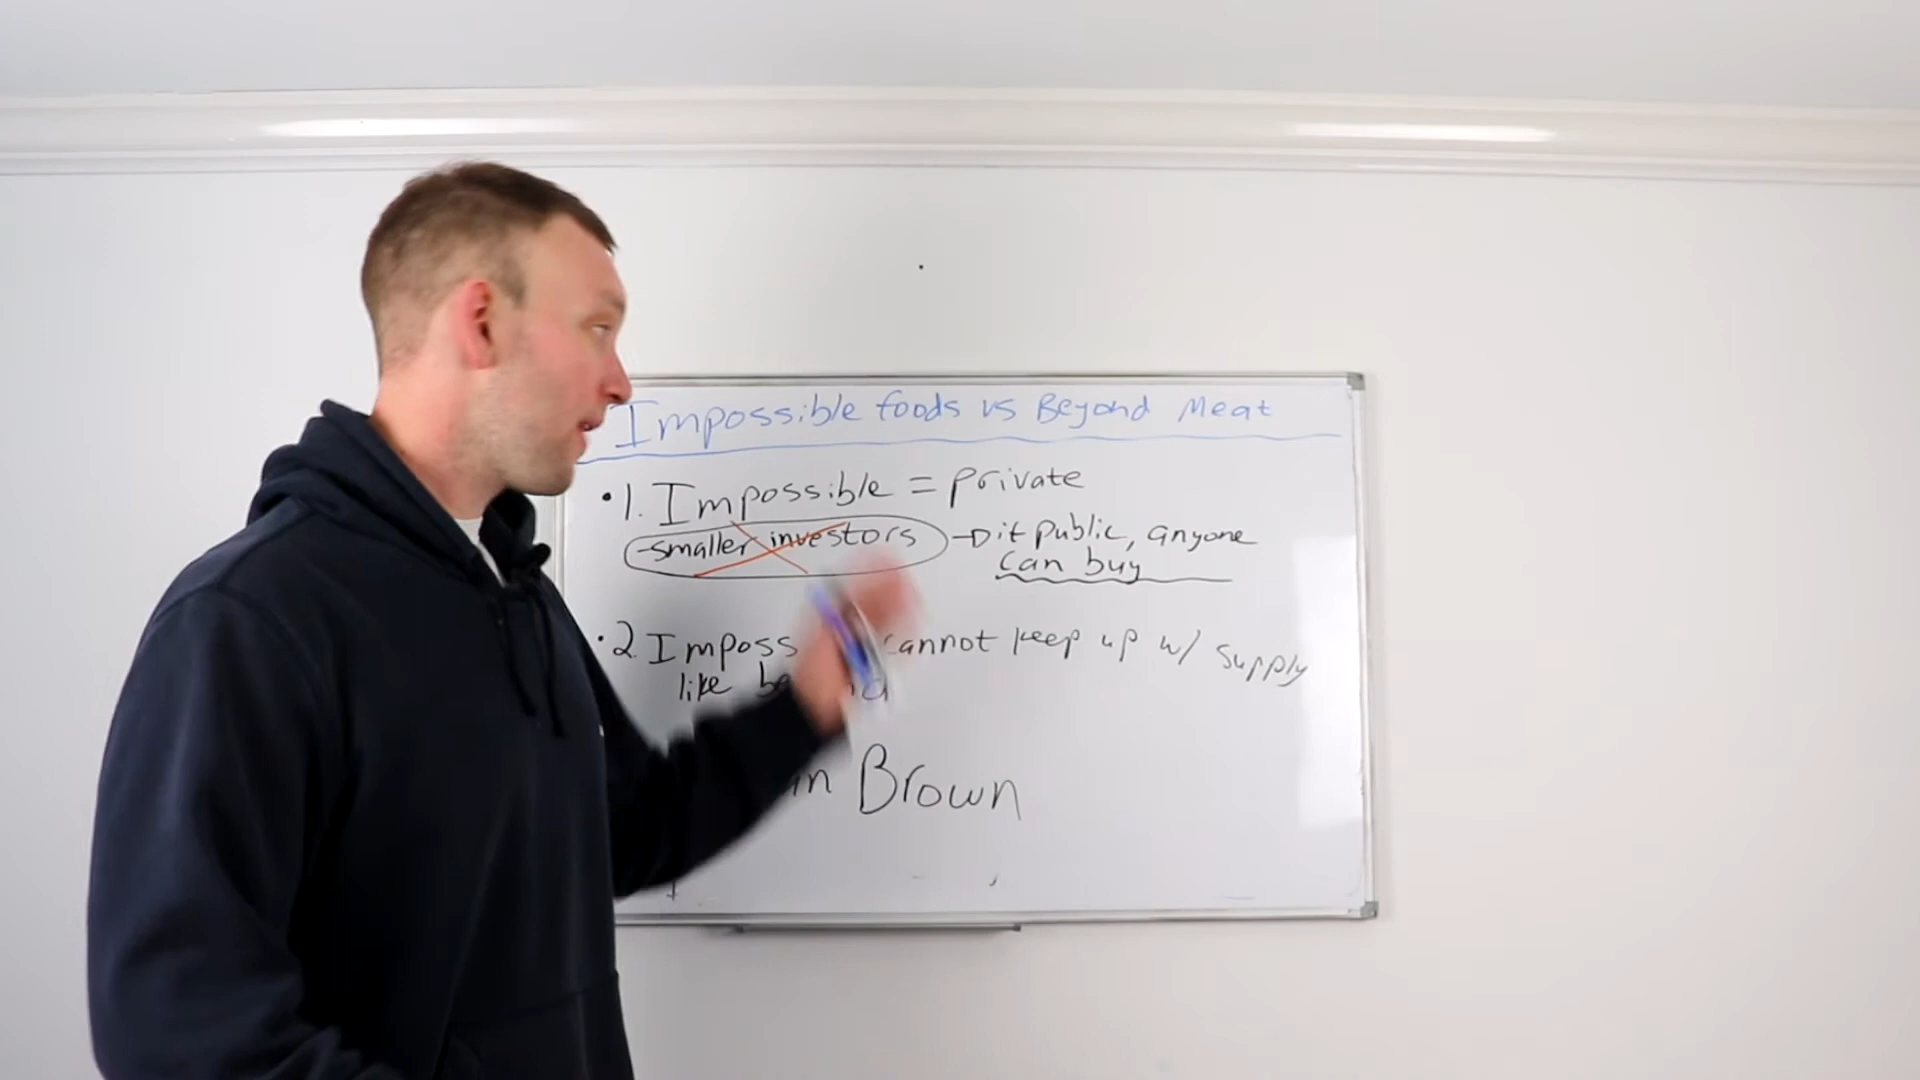 Impossible foods vs Beyond Meat
• 1. Impossible = private
-smaller investors -D if public, anyone
can buy
• 2. Imposs cannot keep up w/ supply
like
Brown